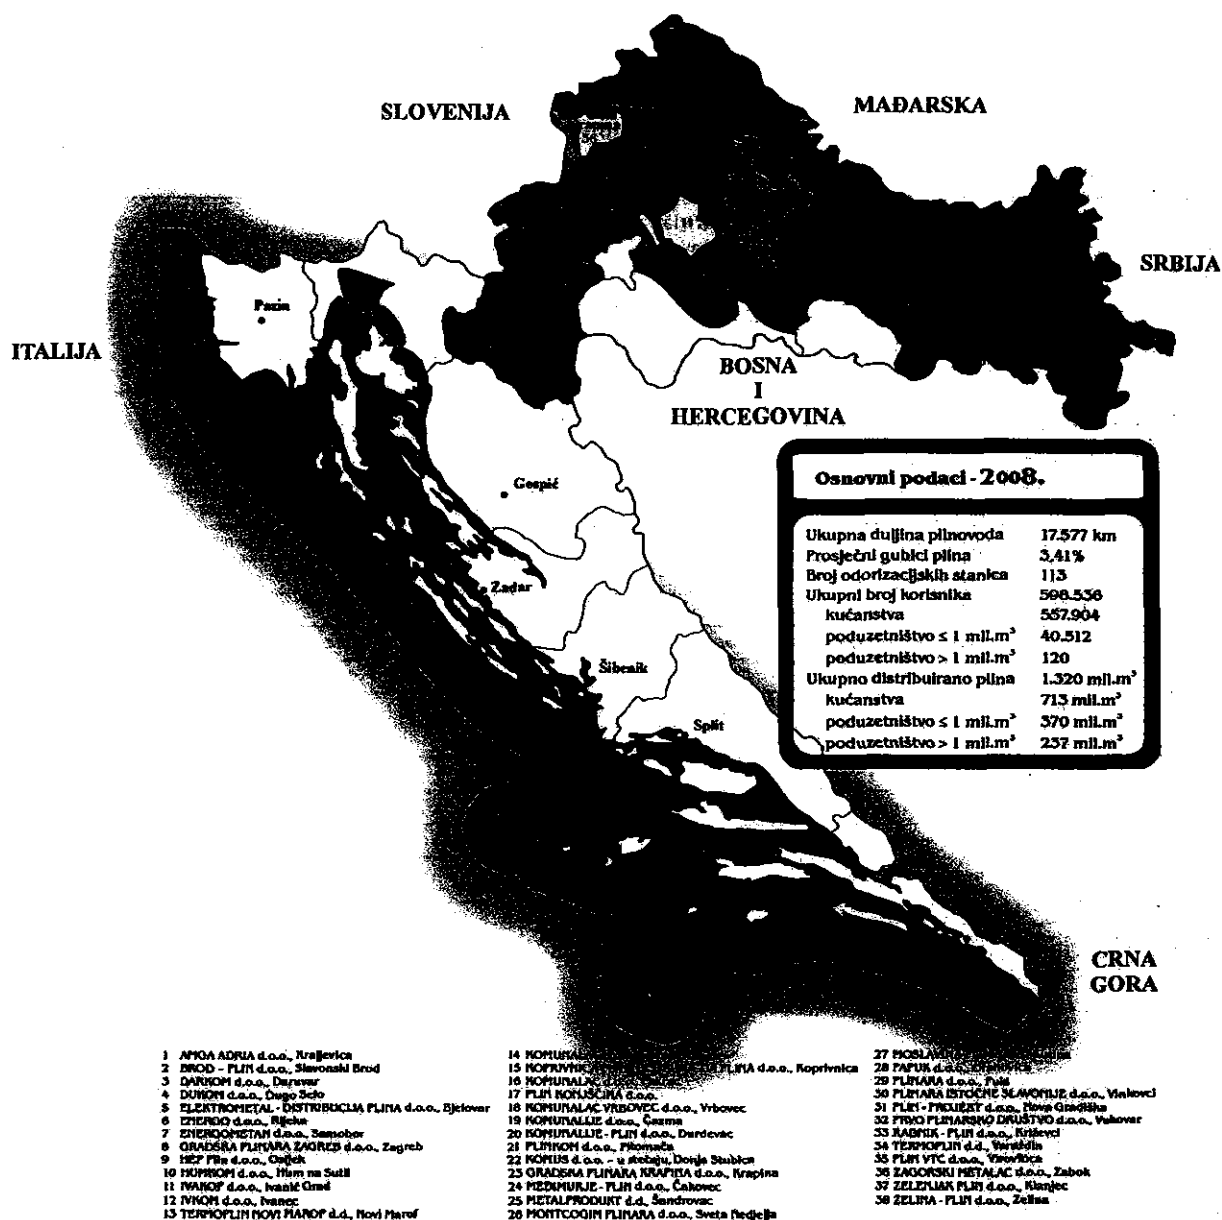 SLOVENIJA
MAĐARSKA
SRBIJA
ITALIJA
Pazin
BOSNA
I
HERCEGOVINA
Gospić
Zadar
Šibenik
Split
CRNA
GORA
Osnovni podaci - 2008.
Ukupna duljina plinovoda 17.577 km
Prosječni gubici plina 3,41%
Broj odorizacijskih stanica 113
Ukupni broj korisnika 598.536
kućanstva 557.904
poduzetništvo ≤ 1 mil.m³ 40.512
poduzetništvo > 1 mil.m³ 120
Ukupno distribuirano plina 1.320 mil.m³
kućanstva 713 mil.m³
poduzetništvo ≤ 1 mil.m³ 370 mil.m³
poduzetništvo > 1 mil.m³ 237 mil.m³
1 AMGA ADRIA d.o.o., Kraljevica
2 BROD - PLIN d.o.o., Slavonski Brod
3 DARKOM d.o.o., Daruvar
4 DUKOM d.o.o., Dugo Selo
5 ELEKTROMETAL - DISTRIBUCIJA PLINA d.o.o., Bjelovar
6 ENERGO d.o.o., Rijeka
7 ENERGOMETAN d.o.o., Samobor
8 GRADSKA PLINARA ZAGREB d.o.o., Zagreb
9 HEP Plin d.o.o., Osijek
10 HUMKOM d.o.o., Hum na Sutli
11 IVAKOP d.o.o., Ivanić Grad
12 IVKOM d.o.o., Ivanec
13 TERMOPLIN NOVI MAROF d.d., Novi Marof
14
15 KOPRIVNICA PLINA d.o.o., Koprivnica
16 KOMUNALAC d.o.o.
17 PLIN KONJŠČINA d.o.o.
18 KOMUNALAC VRBOVEC d.o.o., Vrbovec
19 KOMUNALIJE d.o.o., Čazma
20 KOMUNALIJE - PLIN d.o.o., Đurđevac
21 PLINKOM d.o.o., Pitomača
22 KOMUS d.o.o. - u stečaju, Donja Stubica
23 GRADSKA PLINARA KRAPINA d.o.o., Krapina
24 MEĐIMURJE - PLIN d.o.o., Čakovec
25 METALPRODUKT d.d., Šandrovac
26 MONTCOGIM PLINARA d.o.o., Sveta Nedjelja
27
28 PAPUK d.o.o.
29 PLINARA d.o.o., Pula
30 PLINARA ISTOČNE SLAVONIJE d.o.o., Vinkovci
31 PLIN - PROJEKT d.o.o., Nova Gradiška
32 PRVO PLINARSKO DRUŠTVO d.o.o., Vukovar
33 RADNIK - PLIN d.o.o., Križevci
34 TERMOPLIN d.d., Varaždin
35 PLIN VTC d.o.o., Virovitica
36 ZAGORSKI METALAC d.o.o., Zabok
37 ZELENJAK PLIN d.o.o., Klanjec
38 ZELINA - PLIN d.o.o., Zelina